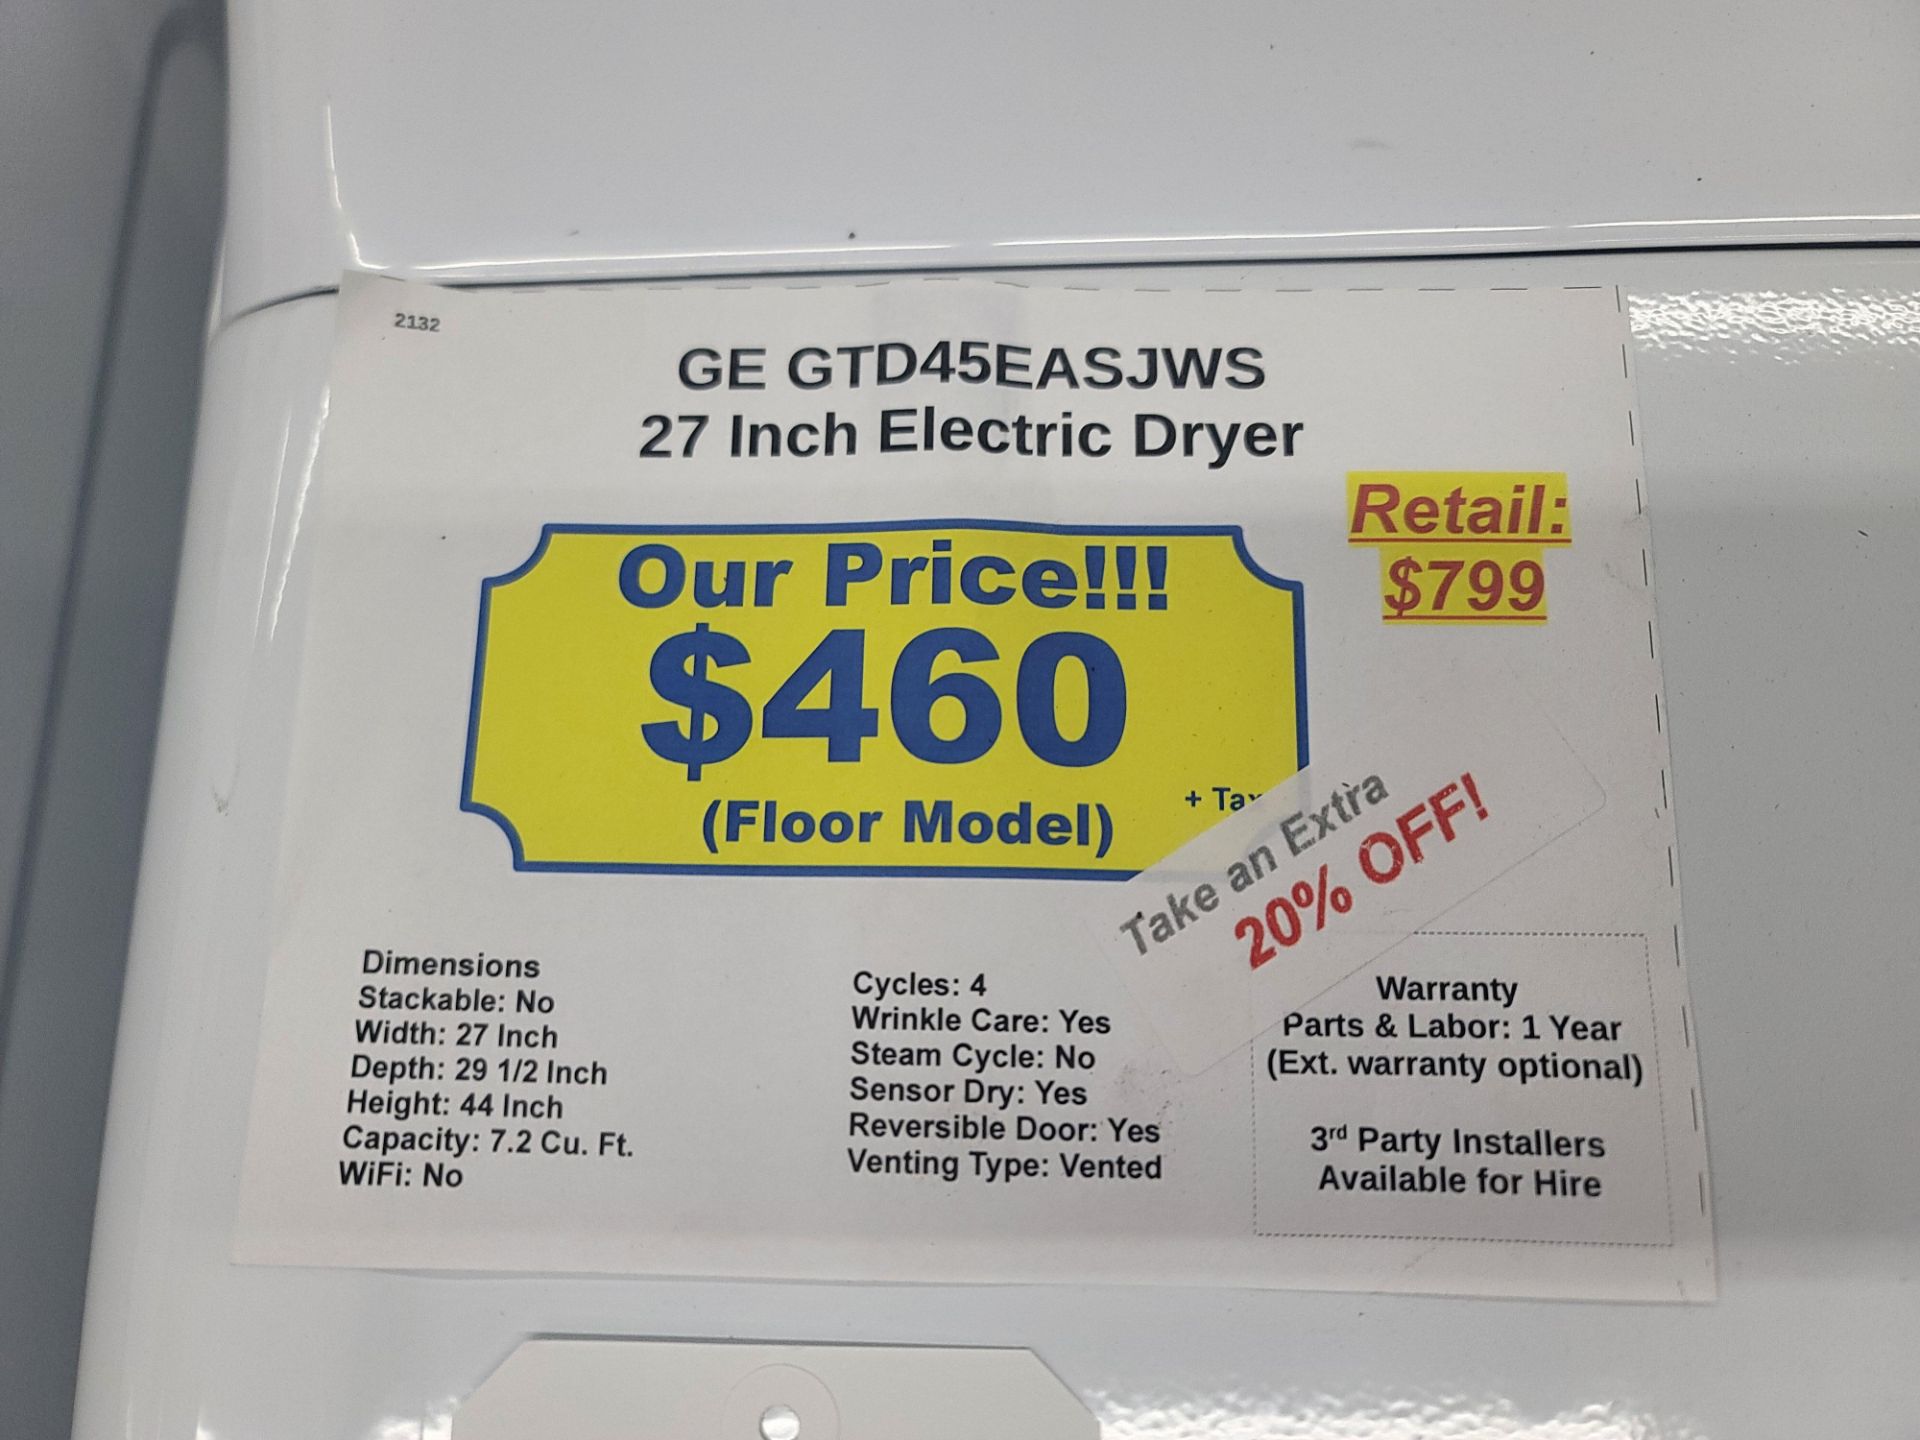 2132
GE GTD45EASJWS
27 Inch Electric Dryer
Retail:
$799
Our Price!!!
$460
(Floor Model)
+ Tax
Take an Extra
20% OFF!
Dimensions
Stackable: No
Width: 27 Inch
Depth: 29 1/2 Inch
Height: 44 Inch
Capacity: 7.2 Cu. Ft.
WiFi: No
Cycles: 4
Wrinkle Care: Yes
Steam Cycle: No
Sensor Dry: Yes
Reversible Door: Yes
Venting Type: Vented
Warranty
Parts & Labor: 1 Year
(Ext. warranty optional)
3rd Party Installers
Available for Hire